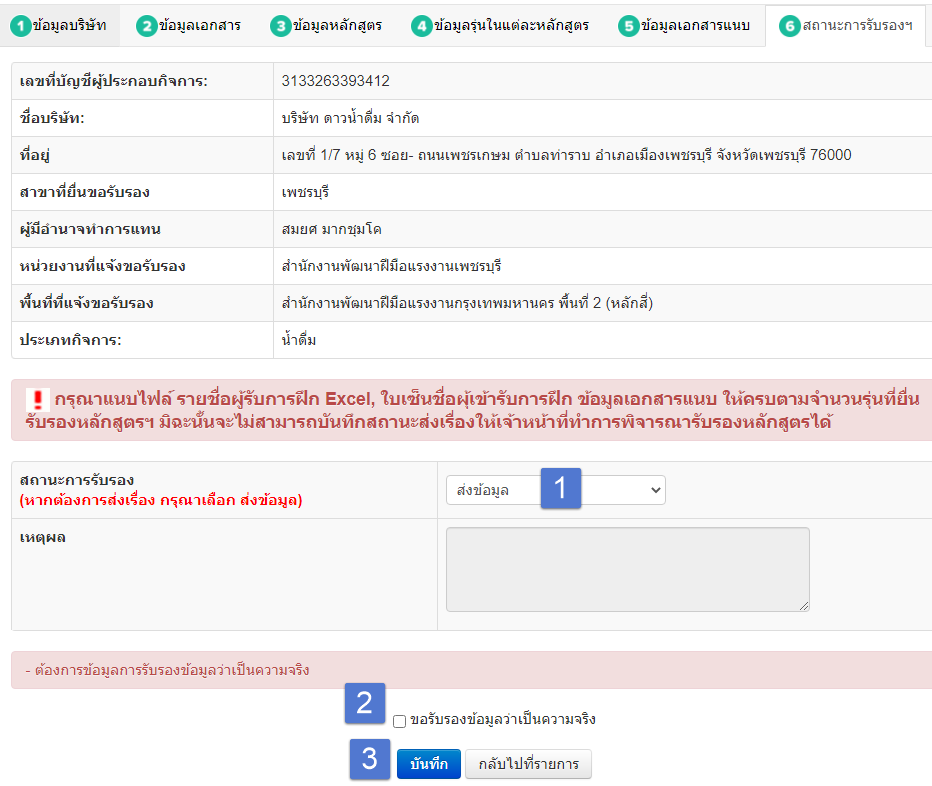 1 ข้อมูลบริษัท 2 ข้อมูลเอกสาร 3 ข้อมูลหลักสูตร 4 ข้อมูลรุ่นในแต่ละหลักสูตร 5 ข้อมูลเอกสารแนบ 6 สถานะการรับรองฯ
เลขที่บัญชีผู้ประกอบกิจการ: 3133263393412
ชื่อบริษัท: บริษัท ดาวน้ำดื่ม จำกัด
ที่อยู่ เลขที่ 1/7 หมู่ 6 ซอย- ถนนเพชรเกษม ตำบลท่าราบ อำเภอเมืองเพชรบุรี จังหวัดเพชรบุรี 76000
สาขาที่ยื่นขอรับรอง เพชรบุรี
ผู้มีอำนาจทำการแทน สมยศ มากชุมโค
หน่วยงานที่แจ้งขอรับรอง สำนักงานพัฒนาฝีมือแรงงานเพชรบุรี
พื้นที่ที่แจ้งขอรับรอง สำนักงานพัฒนาฝีมือแรงงานกรุงเทพมหานคร พื้นที่ 2 (หลักสี่)
ประเภทกิจการ: น้ำดื่ม
กรุณาแนบไฟล์ รายชื่อผู้รับการฝึก Excel, ใบเซ็นชื่อผุ้เข้ารับการฝึก ข้อมูลเอกสารแนบ ให้ครบตามจำนวนรุ่นที่ยื่น
รับรองหลักสูตรฯ มิฉะนั้นจะไม่สามารถบันทึกสถานะส่งเรื่องให้เจ้าหน้าที่ทำการพิจารณารับรองหลักสูตรได้
สถานะการรับรอง
(หากต้องการส่งเรื่อง กรุณาเลือก ส่งข้อมูล) ส่งข้อมูล 1
เหตุผล
- ต้องการข้อมูลการรับรองข้อมูลว่าเป็นความจริง
2 ขอรับรองข้อมูลว่าเป็นความจริง
3 บันทึก กลับไปที่รายการ